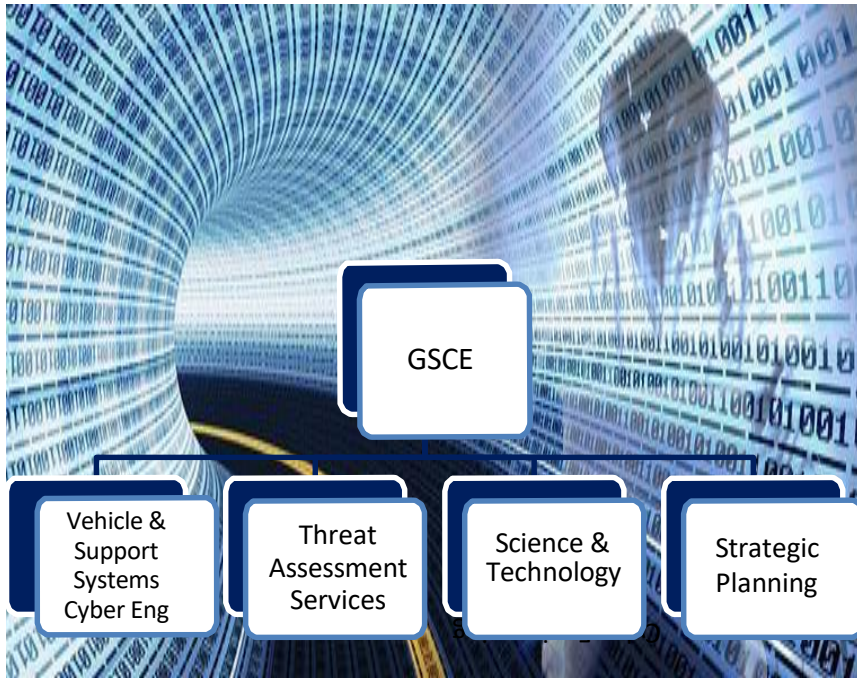 GSCE
Vehicle &
Support
Systems
Cyber Eng
Threat
Assessment
Services
Science &
Technology
Strategic
Planning